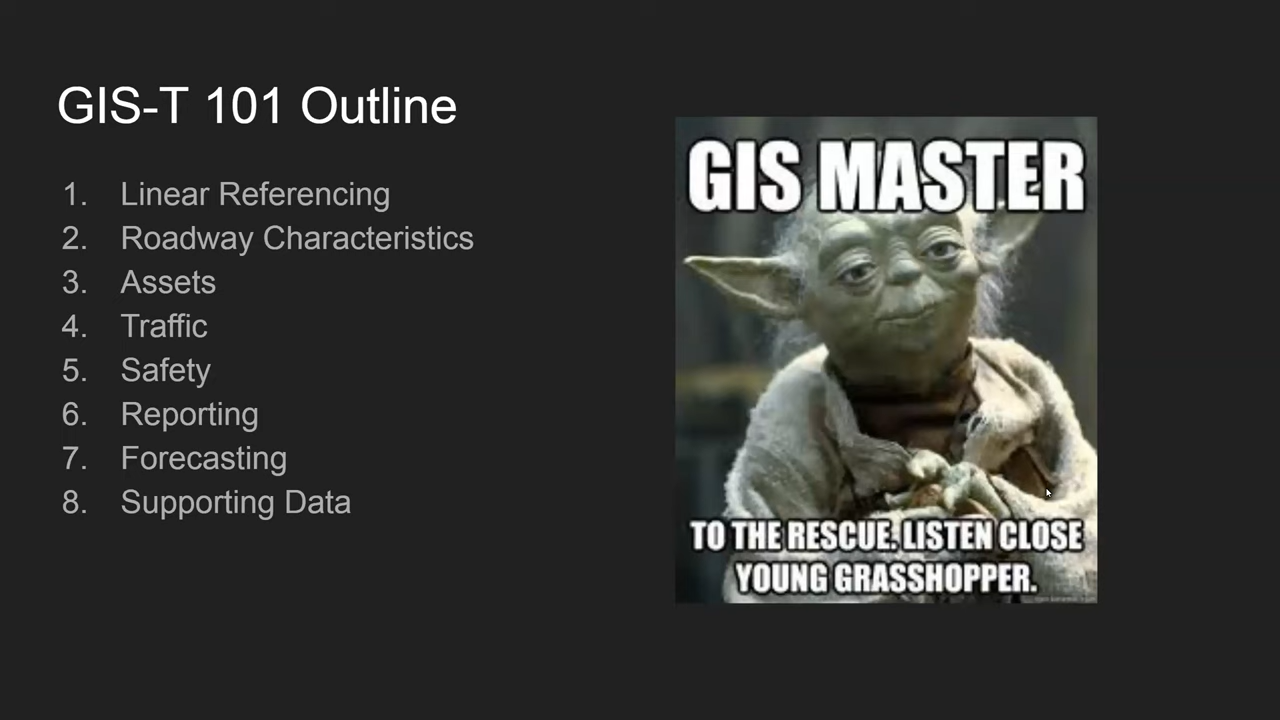 GIS-T 101 Outline
1. Linear Referencing
2. Roadway Characteristics
3. Assets
4. Traffic
5. Safety
6. Reporting
7. Forecasting
8. Supporting Data
GIS MASTER
TO THE RESCUE. LISTEN CLOSE
YOUNG GRASSHOPPER.